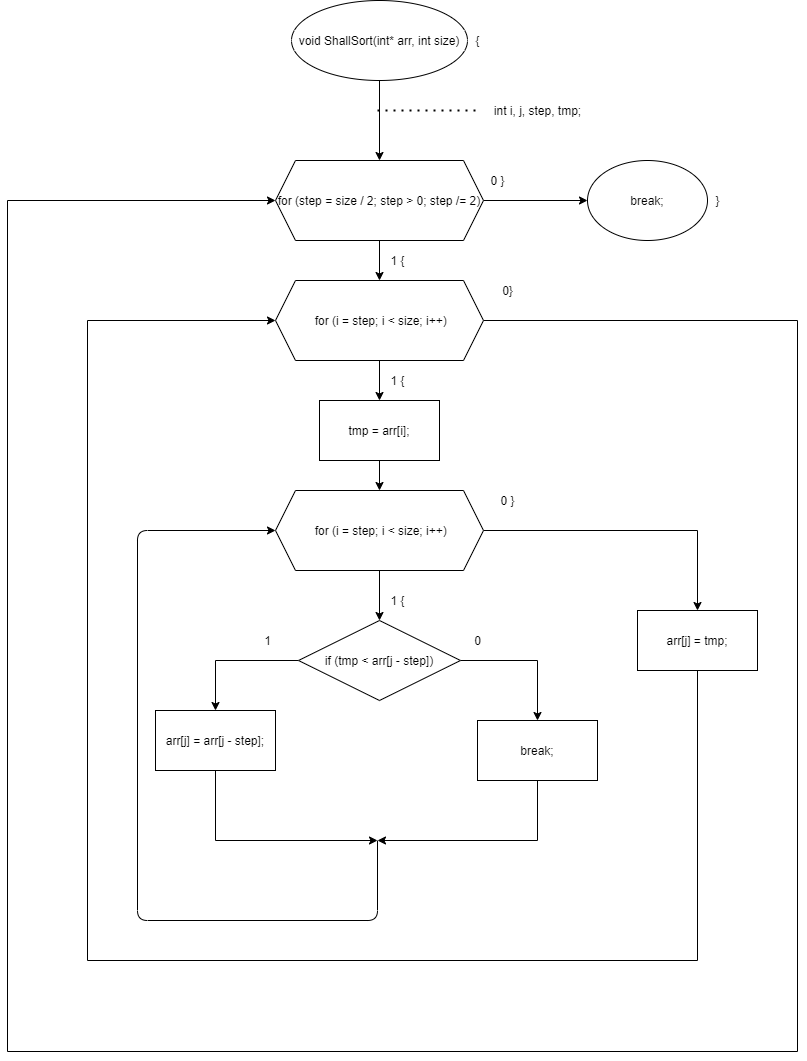 void ShallSort(int* arr, int size) {
int i, j, step, tmp;
0 }
for (step = size / 2; step > 0; step /= 2)
break; }
1 {
0}
for (i = step; i < size; i++)
1 {
tmp = arr[i];
0 }
for (i = step; i < size; i++)
1 {
1
0
if (tmp < arr[j - step])
arr[j] = tmp;
arr[j] = arr[j - step];
break;